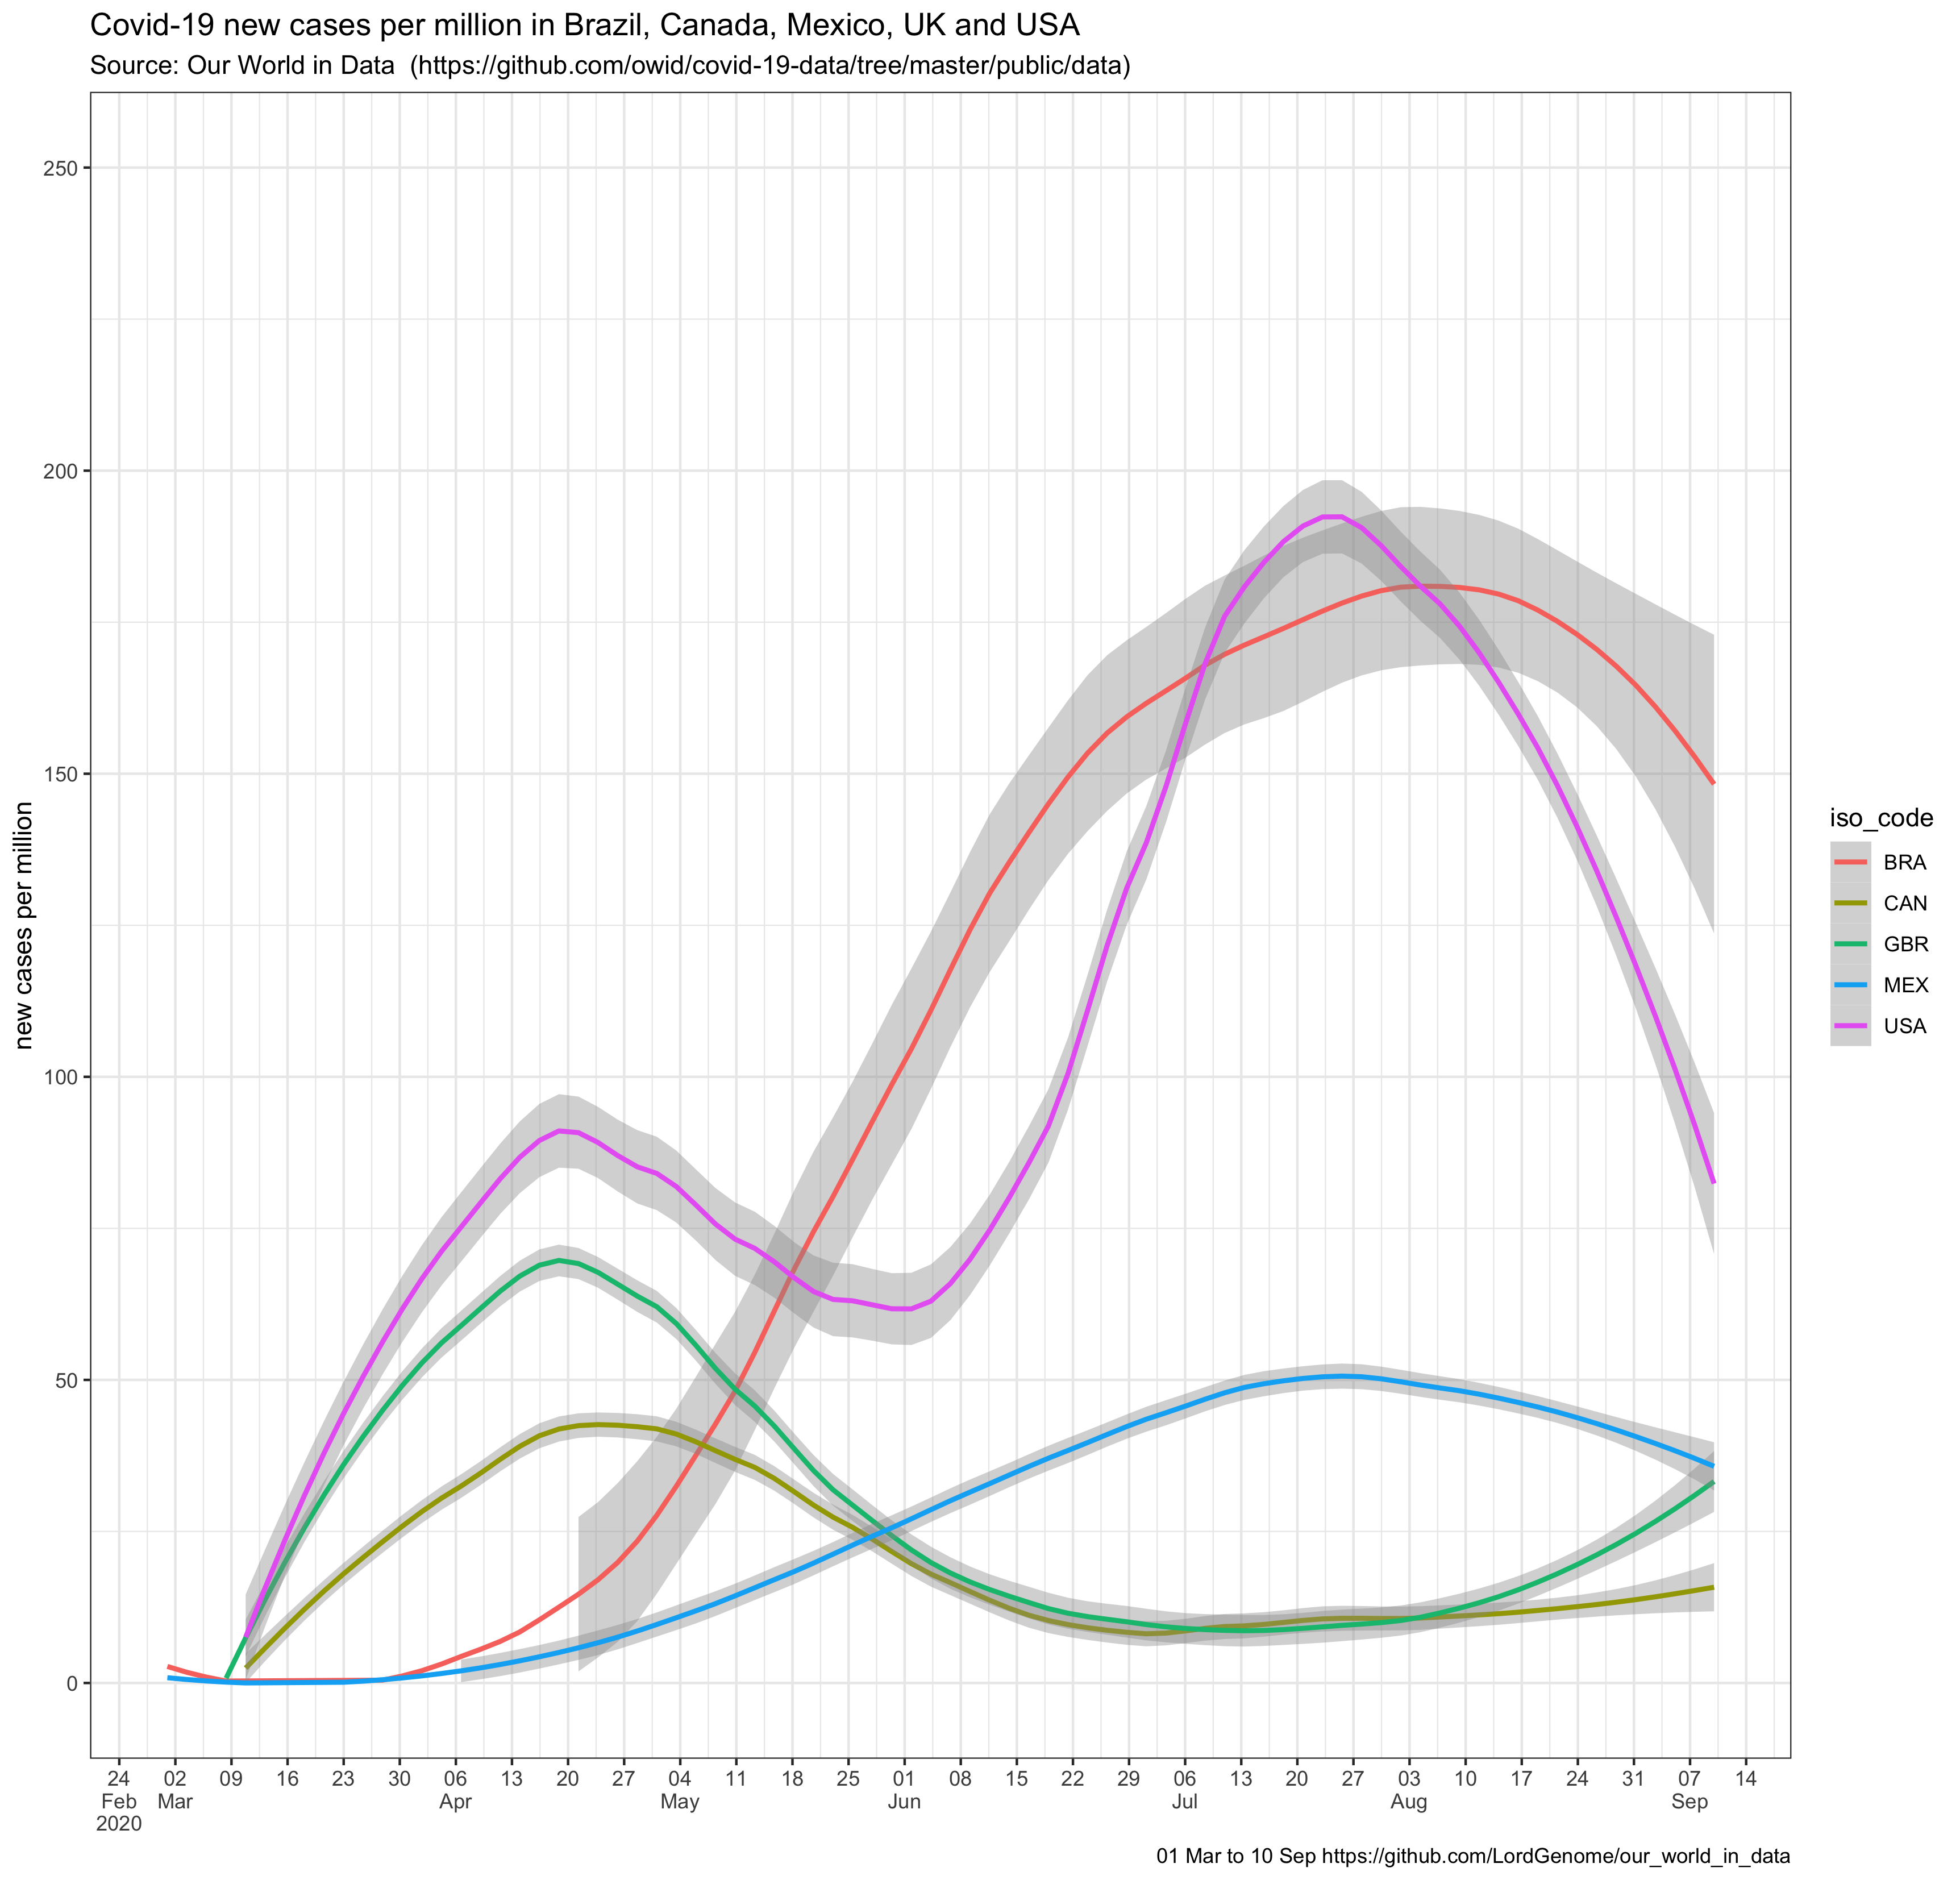 Covid-19 new cases per million in Brazil, Canada, Mexico, UK and USA
Source: Our World in Data  (https://github.com/owid/covid-19-data/tree/master/public/data)
250
200
150
100
50
0
new cases per million
iso_code
BRA
CAN
GBR
MEX
USA
24 02 09 16 23 30 06 13 20 27 04 11 18 25 01 08 15 22 29 06 13 20 27 03 10 17 24 31 07 14
Feb Mar Apr May Jun Jul Aug Sep
2020
01 Mar to 10 Sep https://github.com/LordGenome/our_world_in_data